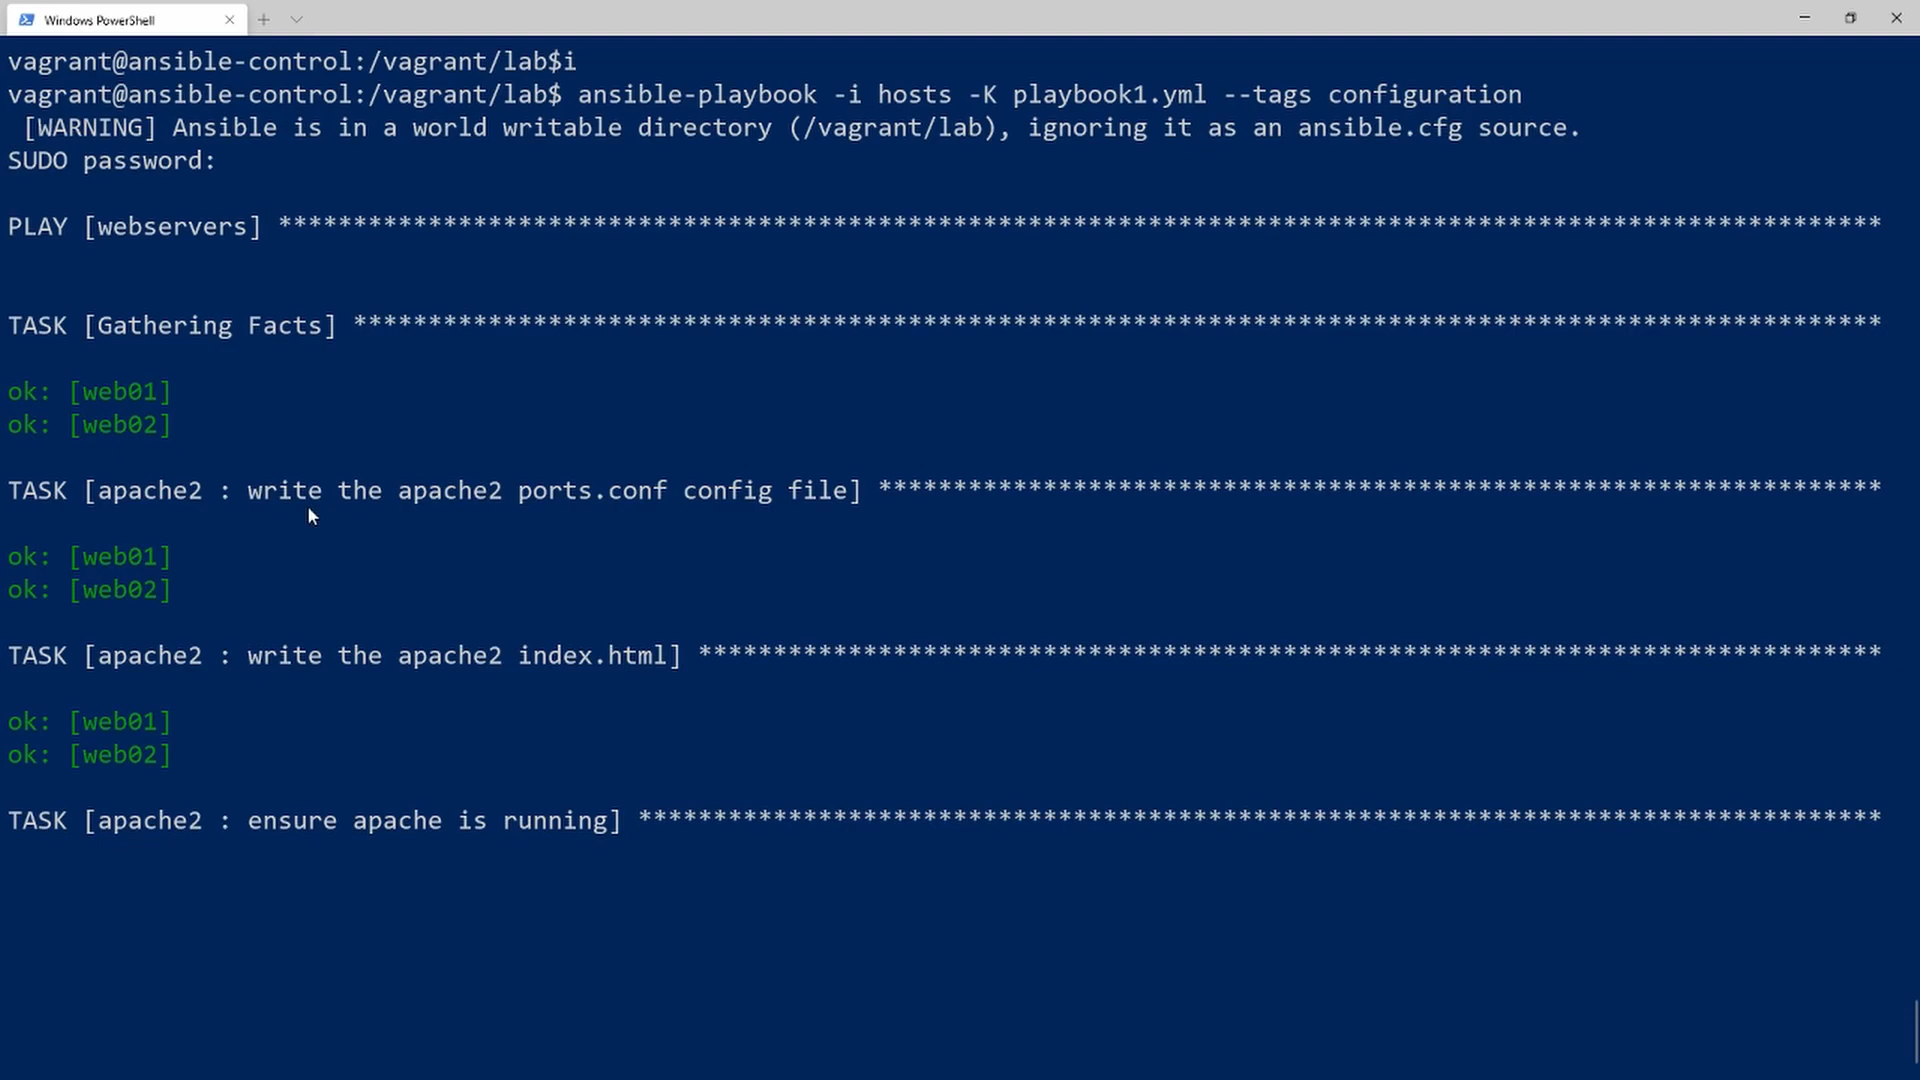 Windows PowerShell
vagrant@ansible-control:/vagrant/lab$i
vagrant@ansible-control:/vagrant/lab$ ansible-playbook -i hosts -K playbook1.yml --tags configuration
[WARNING] Ansible is in a world writable directory (/vagrant/lab), ignoring it as an ansible.cfg source.
SUDO password:
PLAY [webservers] ***********************************************************************************************************
TASK [Gathering Facts] ******************************************************************************************************
ok: [web01]
ok: [web02]
TASK [apache2 : write the apache2 ports.conf config file] *******************************************************************
ok: [web01]
ok: [web02]
TASK [apache2 : write the apache2 index.html] *******************************************************************************
ok: [web01]
ok: [web02]
TASK [apache2 : ensure apache is running] ***********************************************************************************